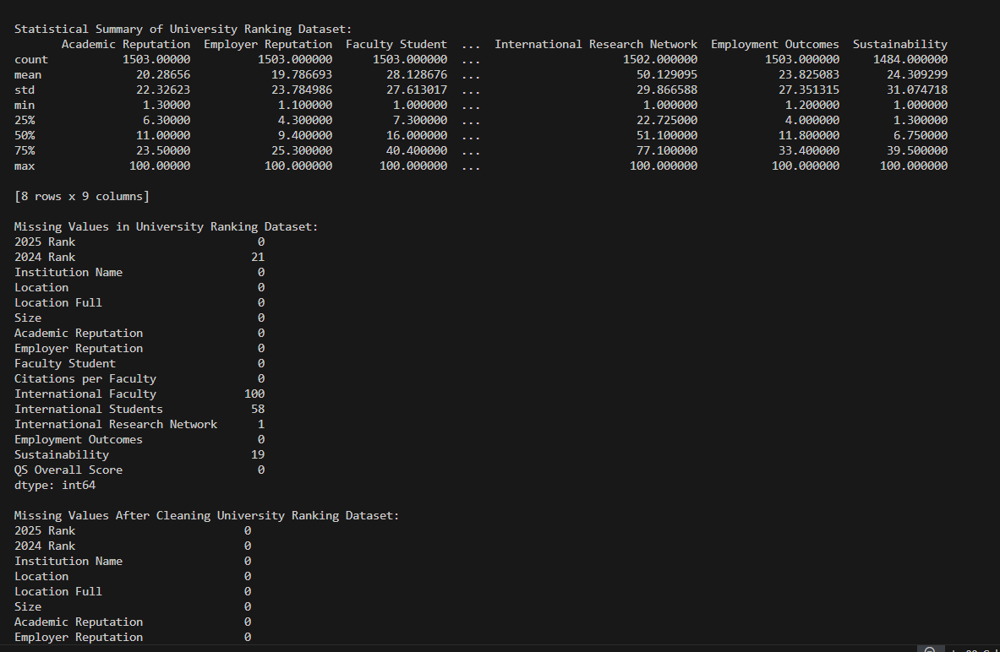 Statistical Summary of University Ranking Dataset:
       Academic Reputation  Employer Reputation  Faculty Student  ...  International Research Network  Employment Outcomes  Sustainability
count           1503.00000          1503.000000      1503.000000  ...                     1502.000000          1503.000000     1484.000000
mean              20.28656            19.786693        28.128676  ...                       50.129095            23.825083       24.309299
std               22.32623            23.784986        27.613017  ...                       29.866588            27.351315       31.074718
min                1.30000             1.100000         1.000000  ...                        1.000000             1.200000        1.000000
25%                6.30000             4.300000         7.300000  ...                       22.725000             4.000000        1.300000
50%               11.00000             9.400000        16.000000  ...                       51.100000            11.800000        6.750000
75%               23.50000            25.300000        40.400000  ...                       77.100000            33.400000       39.500000
max              100.00000           100.000000       100.000000  ...                      100.000000           100.000000      100.000000
[8 rows x 9 columns]
Missing Values in University Ranking Dataset:
2025 Rank                           0
2024 Rank                          21
Institution Name                    0
Location                            0
Location Full                       0
Size                                0
Academic Reputation                 0
Employer Reputation                 0
Faculty Student                     0
Citations per Faculty               0
International Faculty             100
International Students             58
International Research Network      1
Employment Outcomes                 0
Sustainability                     19
QS Overall Score                    0
dtype: int64
Missing Values After Cleaning University Ranking Dataset:
2025 Rank                         0
2024 Rank                         0
Institution Name                  0
Location                          0
Location Full                     0
Size                              0
Academic Reputation               0
Employer Reputation               0